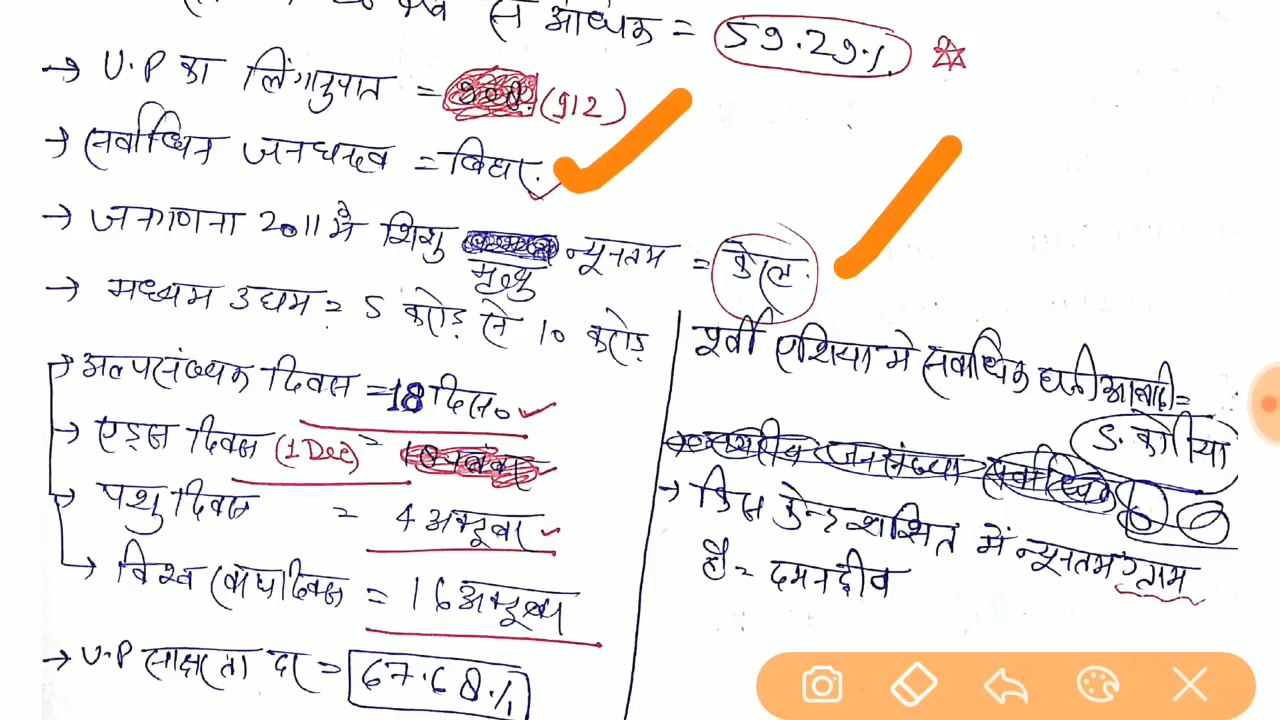 से अधिक = 59.29%
→ U.P का लिंगानुपात = (912)
→ सर्वाधिक जनघनत्व = बिहार.
→ जनगणना 2011 में शिशु मृत्यु न्यूनतम = केरल.
→ मध्यम उद्यम = 5 करोड़ से 10 करोड़
→ अल्पसंख्यक दिवस = 18 दिस०
→ एड्स दिवस (1 Dec) =
→ पशु दिवस = 4 अक्टूबर
→ विश्व खाद्य दिवस = 16 अक्टूबर
→ U.P साक्षरता दर = 67.68%
पूर्वी एशिया मे सर्वाधिक घनी आबादी =
S. कोरिया
→ किस केन्द्रशासित में न्यूनतम ग्राम
है = दमन द्वीव